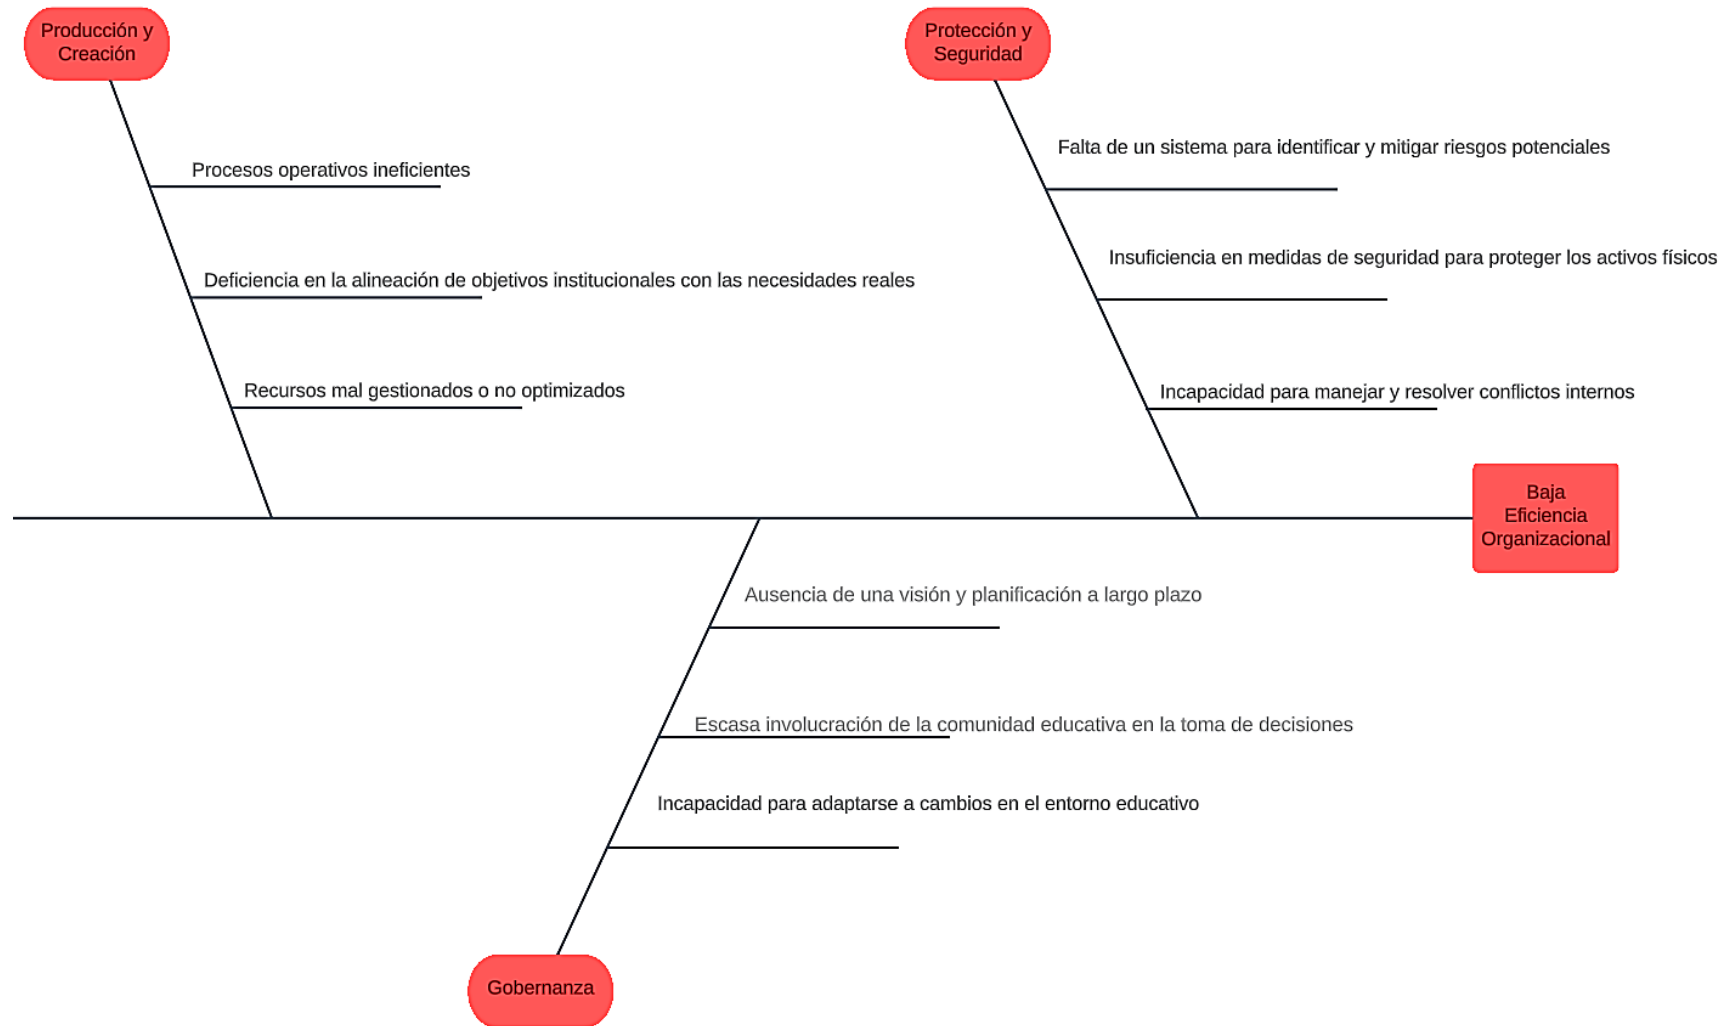 Producción y
Creación
Protección y
Seguridad
Procesos operativos ineficientes
Deficiencia en la alineación de objetivos institucionales con las necesidades reales
Recursos mal gestionados o no optimizados
Falta de un sistema para identificar y mitigar riesgos potenciales
Insuficiencia en medidas de seguridad para proteger los activos físicos
Incapacidad para manejar y resolver conflictos internos
Baja
Eficiencia
Organizacional
Ausencia de una visión y planificación a largo plazo
Escasa involucración de la comunidad educativa en la toma de decisiones
Incapacidad para adaptarse a cambios en el entorno educativo
Gobernanza